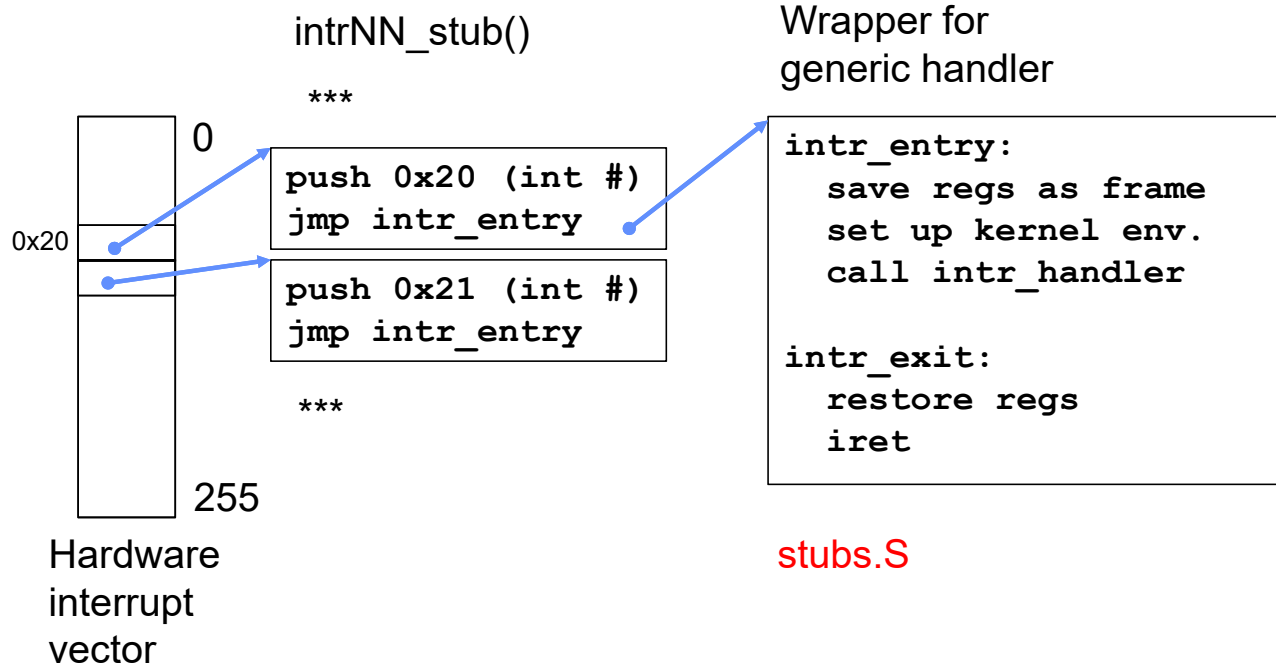 intrNN_stub()
Wrapper for
generic handler
***
0
0x20
255
Hardware
interrupt
vector
push 0x20 (int #)
jmp intr_entry
push 0x21 (int #)
jmp intr_entry
***
intr_entry:
save regs as frame
set up kernel env.
call intr_handler
intr_exit:
restore regs
iret
stubs.S